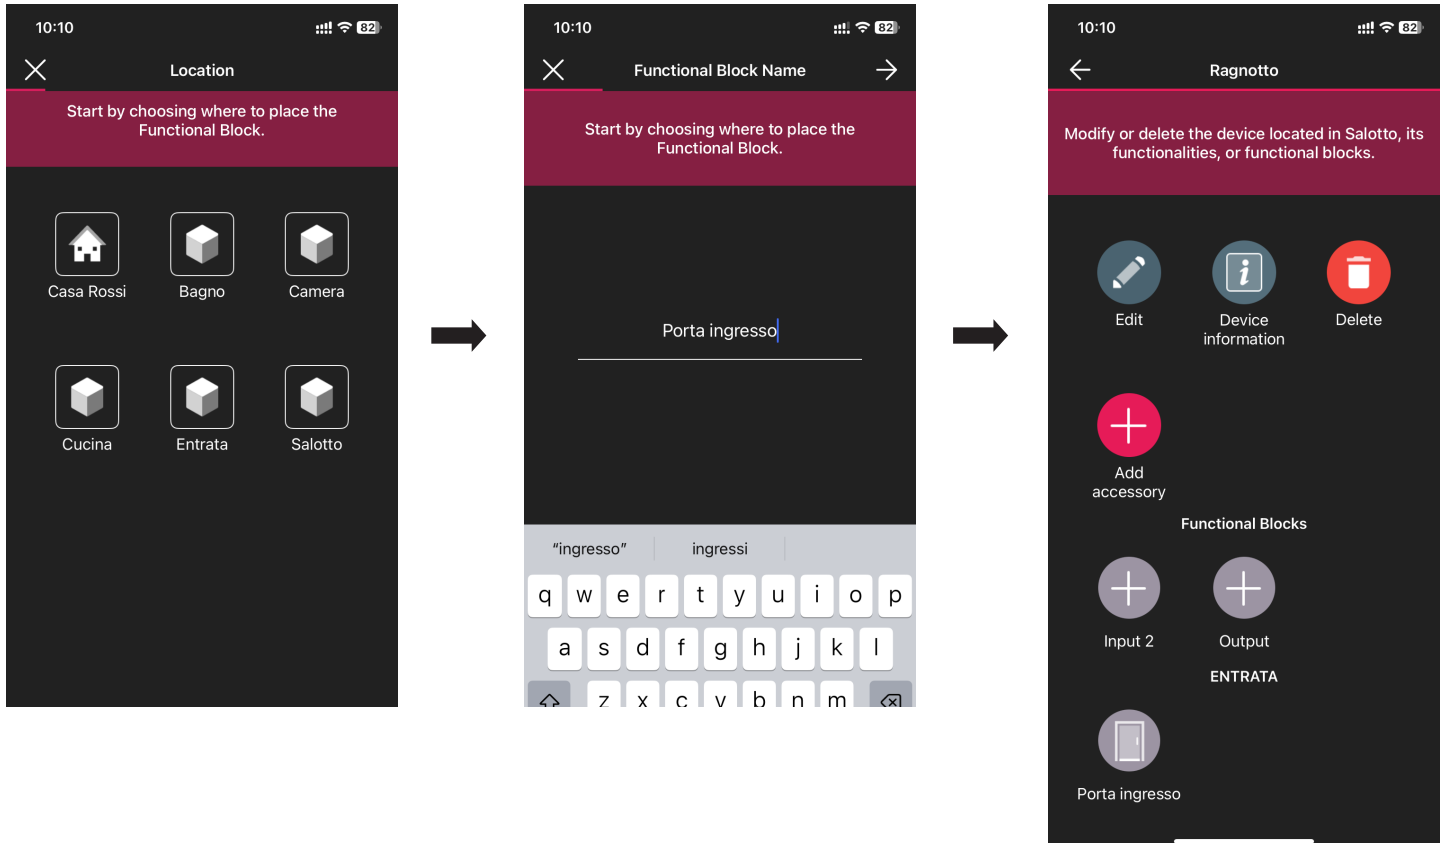 10:10
82
Location
Start by choosing where to place the
Functional Block.
Casa Rossi
Bagno
Camera
Cucina
Entrata
Salotto
10:10
82
Functional Block Name
Start by choosing where to place the
Functional Block.
Porta ingresso
“ingresso”
ingressi
q w e r t y u i o p
a s d f g h j k l
z x c v b n m
10:10
82
Ragnotto
Modify or delete the device located in Salotto, its
functionalities, or functional blocks.
Edit
Device
information
Delete
Add
accessory
Functional Blocks
Input 2
Output
ENTRATA
Porta ingresso